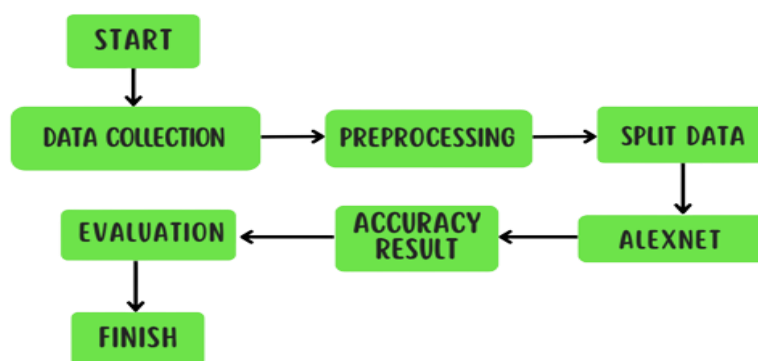 START
DATA COLLECTION
PREPROCESSING
SPLIT DATA
ALEXNET
ACCURACY
RESULT
EVALUATION
FINISH